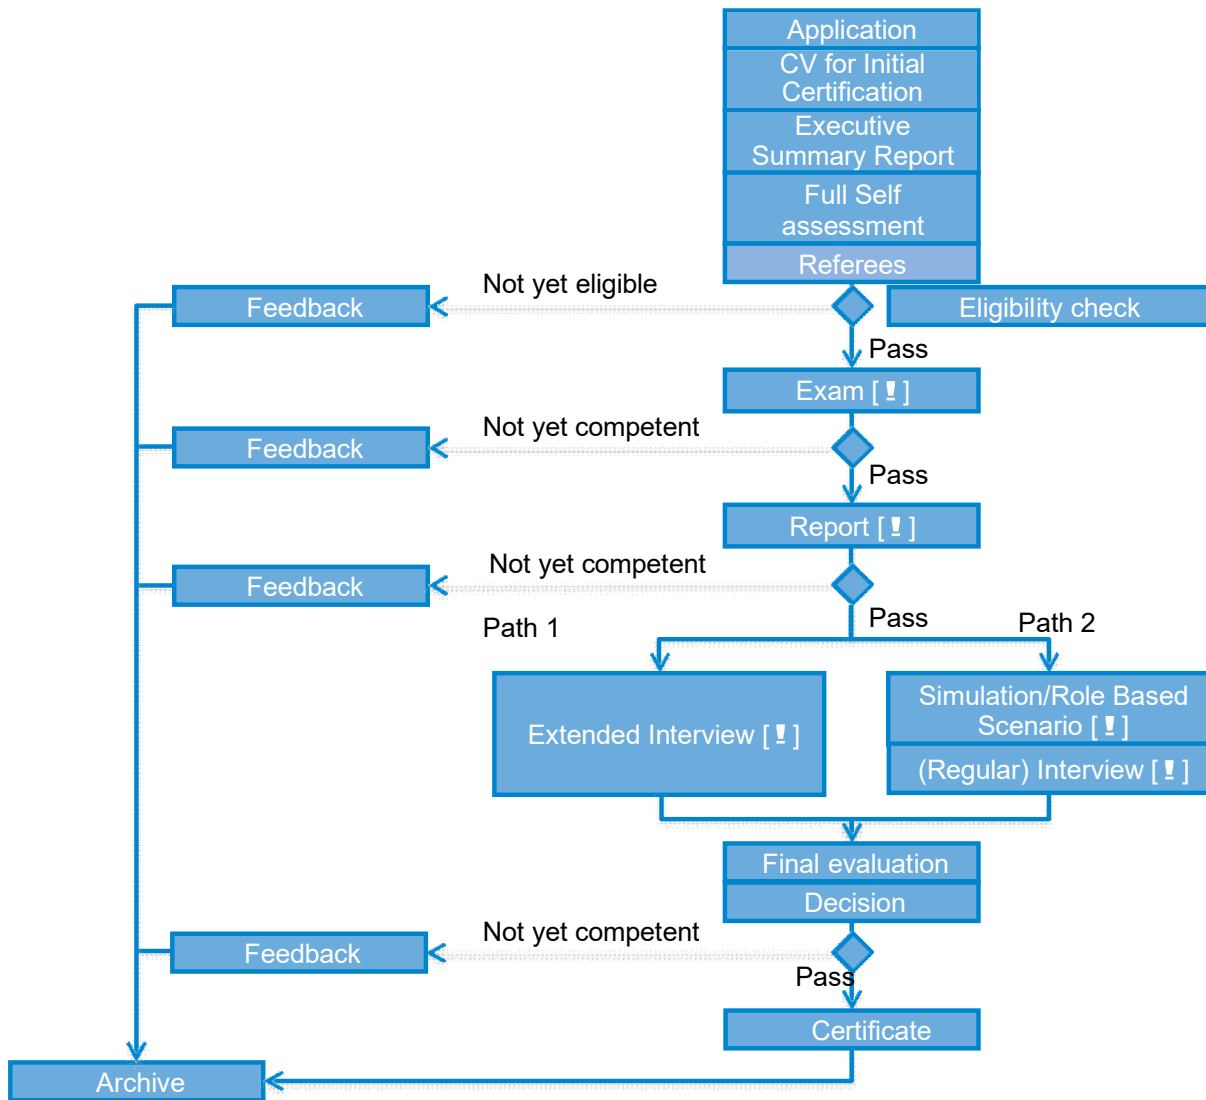 Application
CV for Initial
Certification
Executive
Summary Report
Full Self
assessment
Referees
Not yet eligible
Feedback
Eligibility check
Pass
Exam [ ! ]
Not yet competent
Feedback
Pass
Report [ ! ]
Not yet competent
Feedback
Pass
Path 1
Path 2
Extended Interview [ ! ]
Simulation/Role Based
Scenario [ ! ]
(Regular) Interview [ ! ]
Final evaluation
Decision
Not yet competent
Feedback
Pass
Certificate
Archive